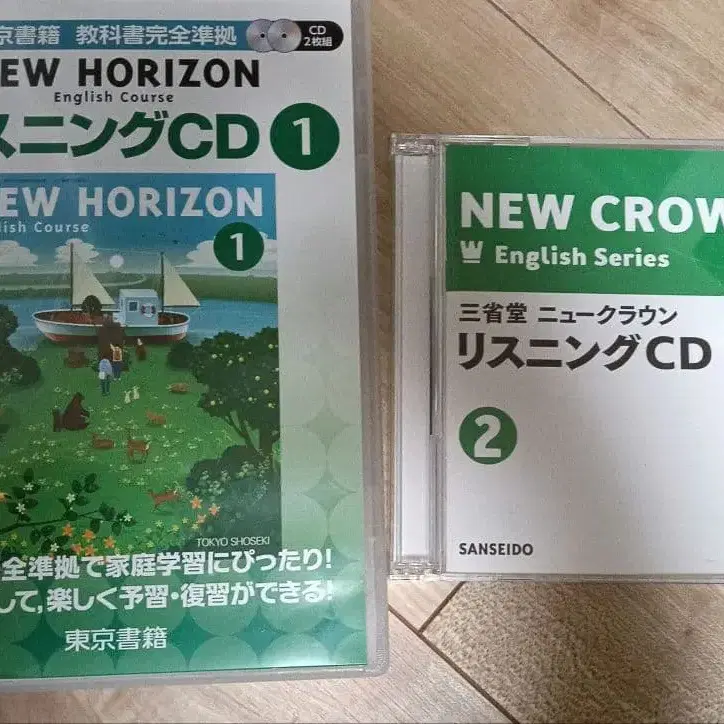 京書籍 教科書完全準拠
CD
2枚組
EW HORIZON
English Course
スニングCD 1
EW HORIZON
lish Course
1
TOKYO SHOSEKI
全準拠で家庭学習にぴったり!
して,楽しく予習・復習ができる!
東京書籍
NEW CROW
English Series
三省堂 ニュークラウン
リスニングCD
2
SANSEIDO